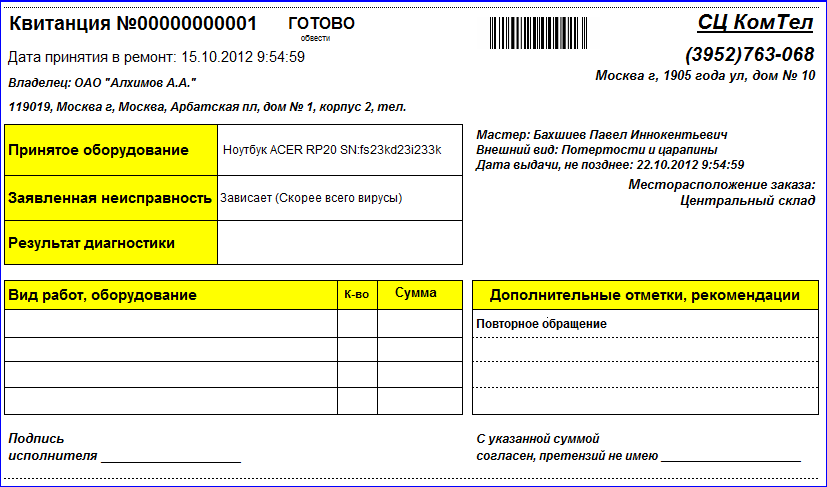 Квитанция №00000000001 ГОТОВО СЦ КомТел
обвести
Дата принятия в ремонт: 15.10.2012 9:54:59 (3952)763-068
Владелец: ОАО "Алхимов А.А." Москва г, 1905 года ул, дом № 10
119019, Москва г, Москва, Арбатская пл, дом № 1, корпус 2, тел.
Принятое оборудование Ноутбук ACER RP20 SN:fs23kd23i233k
Заявленная неисправность Зависает (Скорее всего вирусы)
Результат диагностики
Мастер: Бахшиев Павел Иннокентьевич
Внешний вид: Потертости и царапины
Дата выдачи, не позднее: 22.10.2012 9:54:59
Месторасположение заказа:
Центральный склад
Вид работ, оборудование К-во Сумма
Дополнительные отметки, рекомендации
Повторное обращение
Подпись
исполнителя ____________________
С указанной суммой
согласен, претензий не имею ____________________